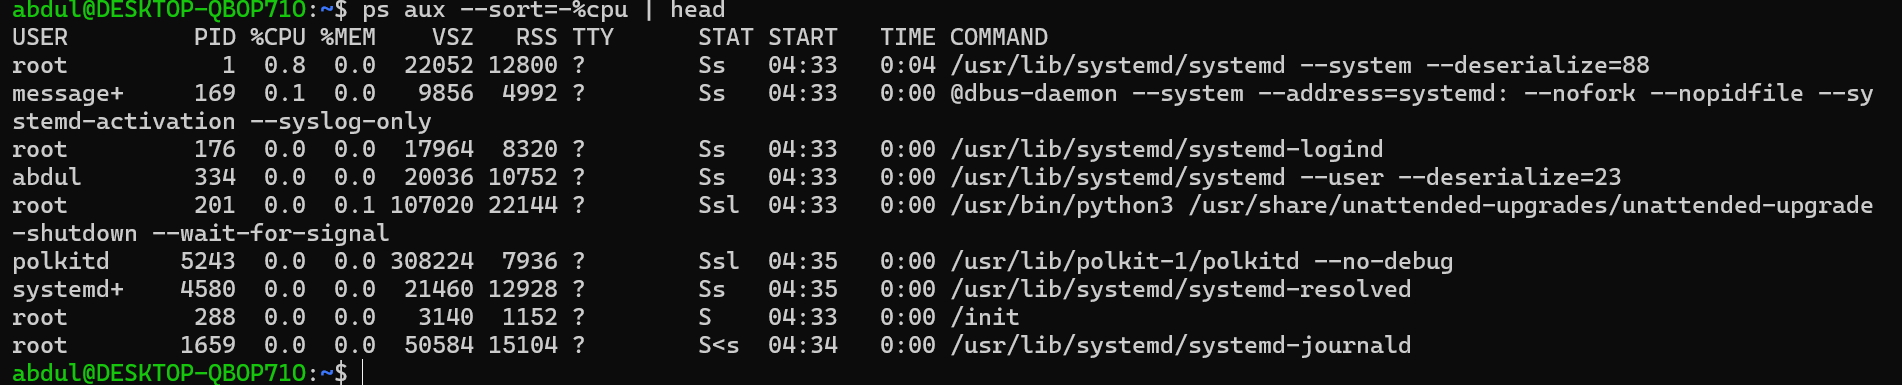 abdul@DESKTOP-QBOP71O:~$ ps aux --sort=-%cpu | head
USER         PID %CPU %MEM    VSZ   RSS TTY      STAT START   TIME COMMAND
root           1  0.8  0.0  22052 12800 ?        Ss   04:33   0:04 /usr/lib/systemd/systemd --system --deserialize=88
message+     169  0.1  0.0   9856  4992 ?        Ss   04:33   0:00 @dbus-daemon --system --address=systemd: --nofork --nopidfile --sy
stemd-activation --syslog-only
root         176  0.0  0.0  17964  8320 ?        Ss   04:33   0:00 /usr/lib/systemd/systemd-logind
abdul        334  0.0  0.0  20036 10752 ?        Ss   04:33   0:00 /usr/lib/systemd/systemd --user --deserialize=23
root         201  0.0  0.1 107020 22144 ?        Ssl  04:33   0:00 /usr/bin/python3 /usr/share/unattended-upgrades/unattended-upgrade
-shutdown --wait-for-signal
polkitd     5243  0.0  0.0 308224  7936 ?        Ssl  04:35   0:00 /usr/lib/polkit-1/polkitd --no-debug
systemd+    4580  0.0  0.0  21460 12928 ?        Ss   04:35   0:00 /usr/lib/systemd/systemd-resolved
root         288  0.0  0.0   3140  1152 ?        S    04:33   0:00 /init
root        1659  0.0  0.0  50584 15104 ?        S<s  04:34   0:00 /usr/lib/systemd/systemd-journald
abdul@DESKTOP-QBOP71O:~$